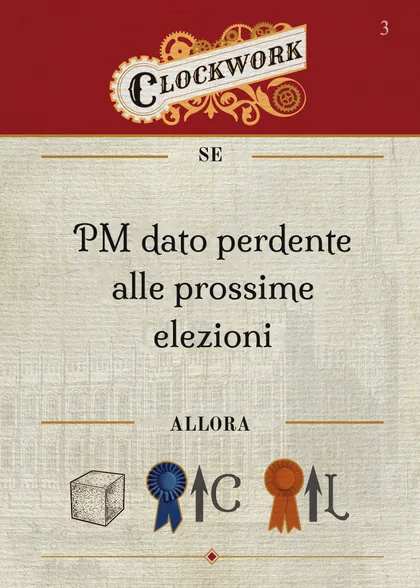 3
CLOCKWORK
SE
PM dato perdente
alle prossime
elezioni
ALLORA
C L